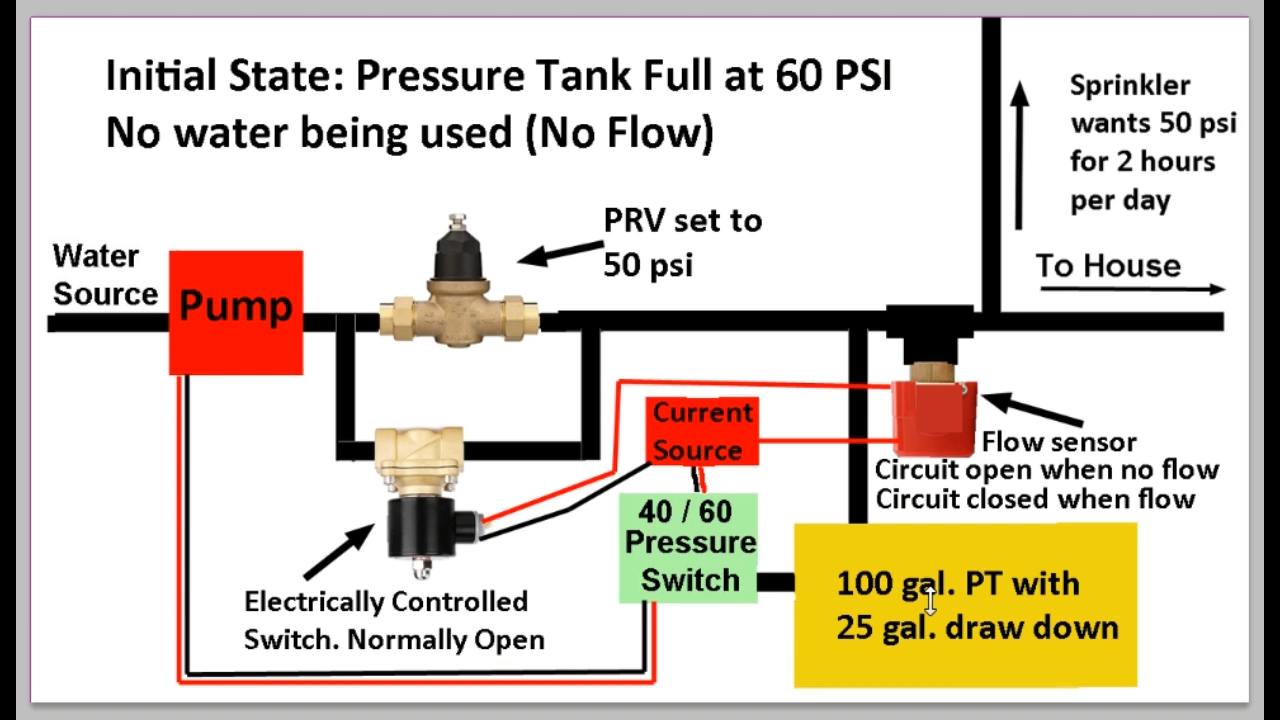 Initial State: Pressure Tank Full at 60 PSI
No water being used (No Flow)
Sprinkler
wants 50 psi
for 2 hours
per day
PRV set to
50 psi
Water
Source
Pump
To House
Current
Source
Flow sensor
Circuit open when no flow
Circuit closed when flow
40 / 60
Pressure
Switch
100 gal. PT with
25 gal. draw down
Electrically Controlled
Switch. Normally Open